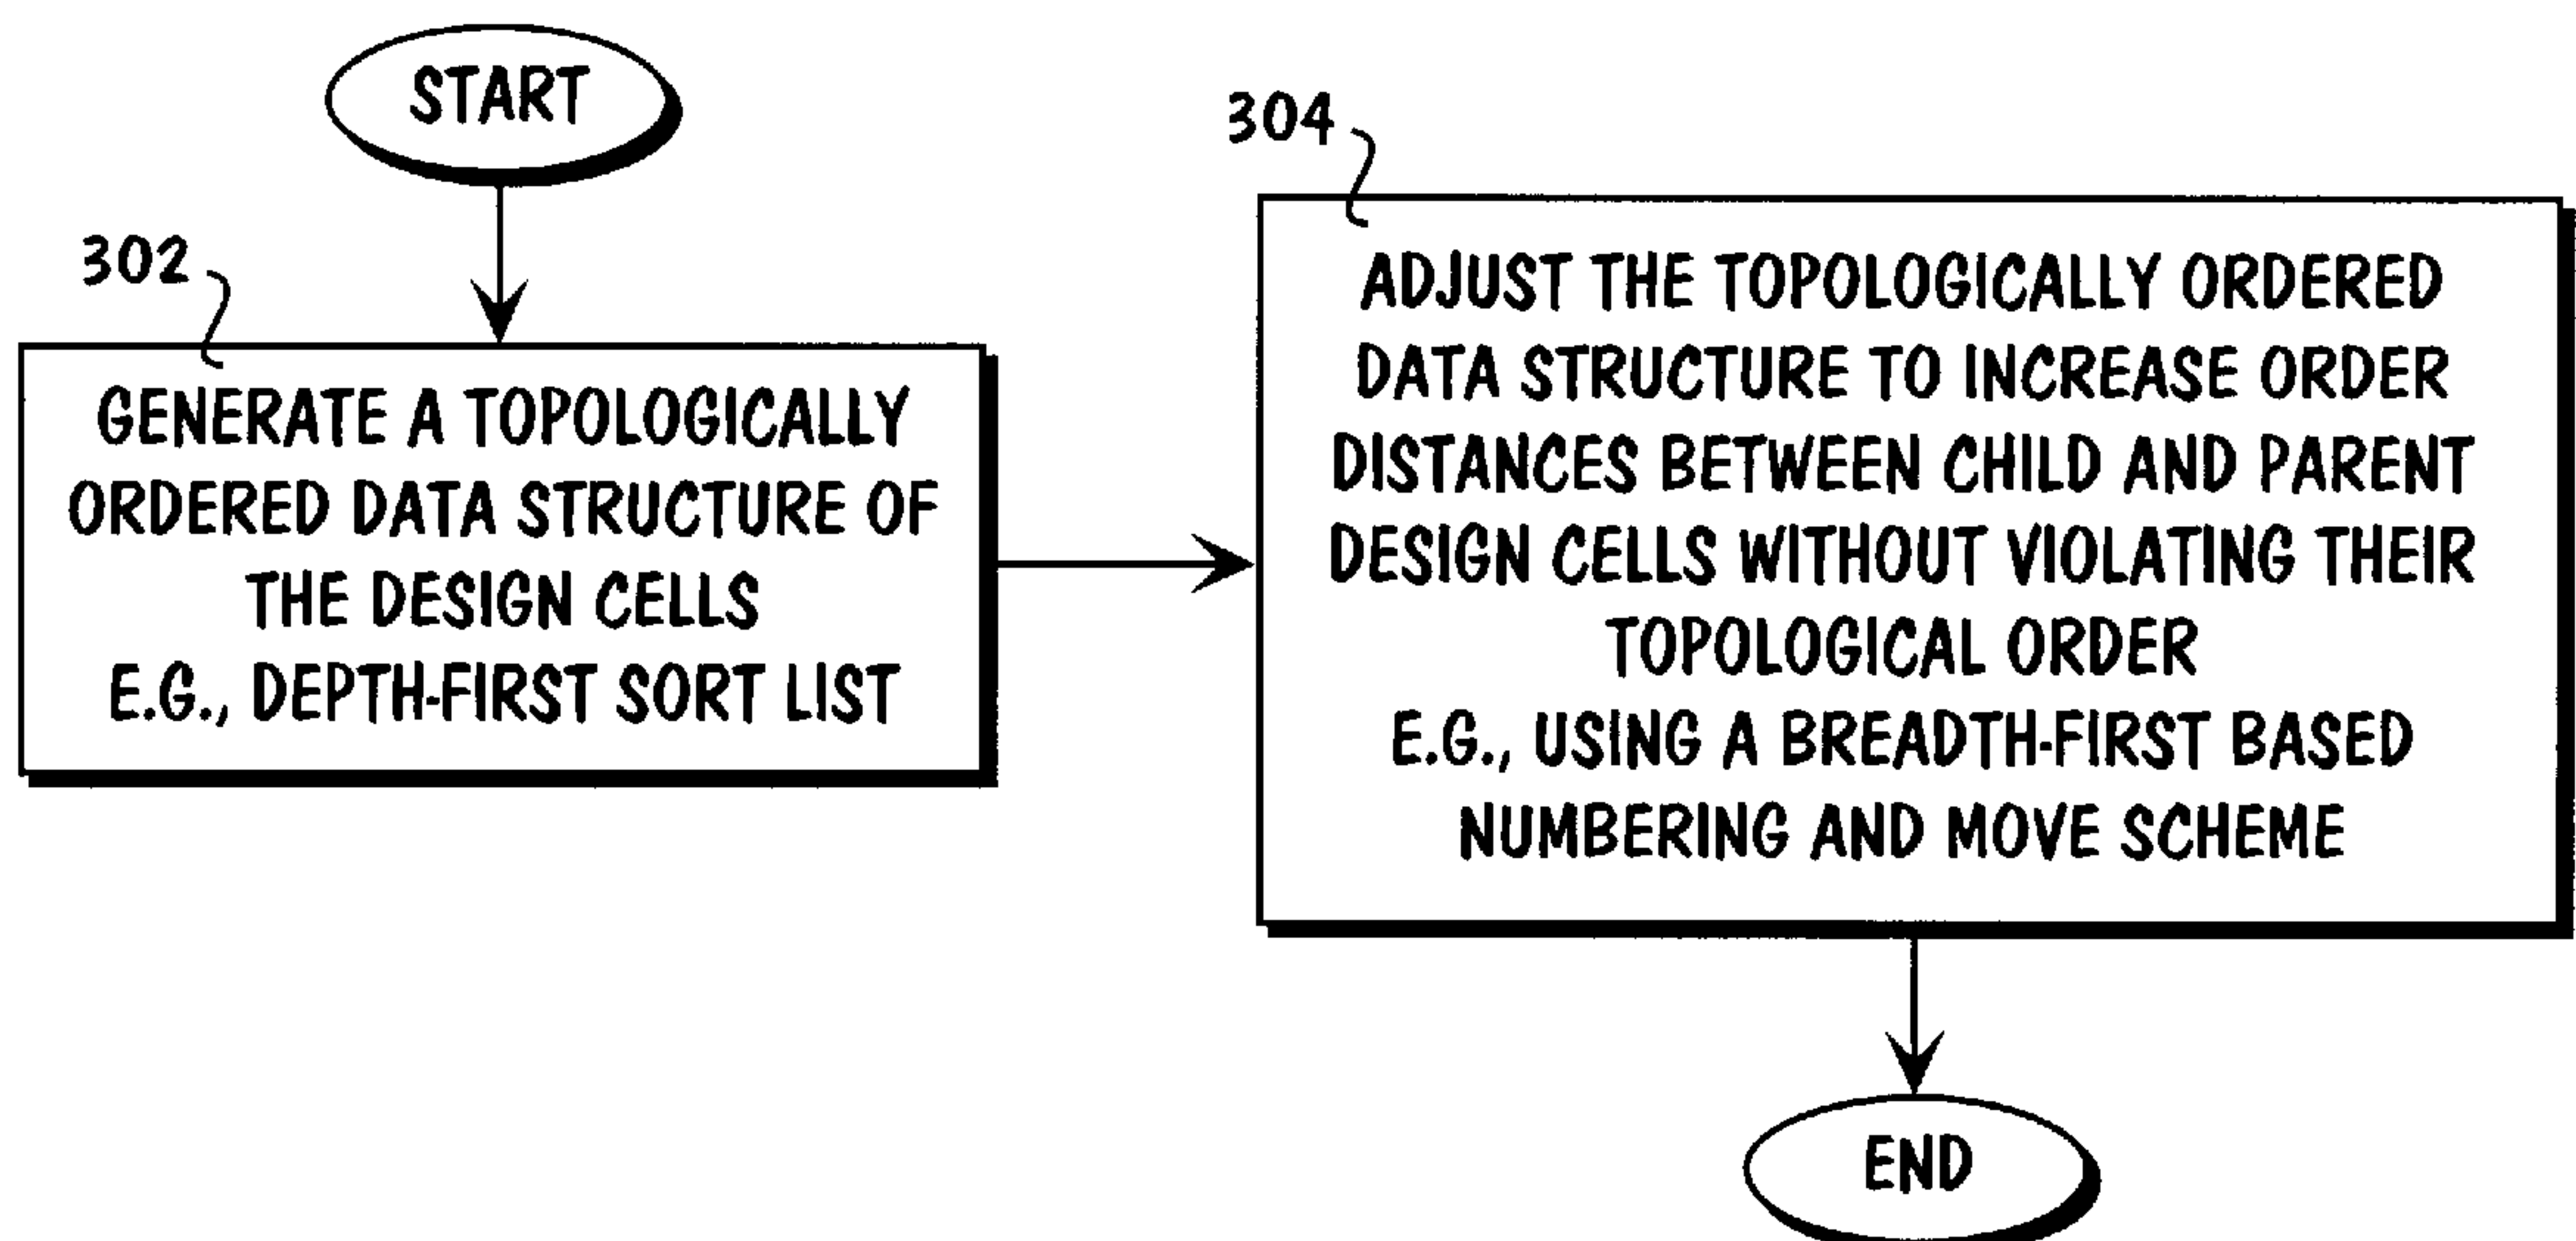 START
302
GENERATE A TOPOLOGICALLY
ORDERED DATA STRUCTURE OF
THE DESIGN CELLS
E.G., DEPTH-FIRST SORT LIST
304
ADJUST THE TOPOLOGICALLY ORDERED
DATA STRUCTURE TO INCREASE ORDER
DISTANCES BETWEEN CHILD AND PARENT
DESIGN CELLS WITHOUT VIOLATING THEIR
TOPOLOGICAL ORDER
E.G., USING A BREADTH-FIRST BASED
NUMBERING AND MOVE SCHEME
END